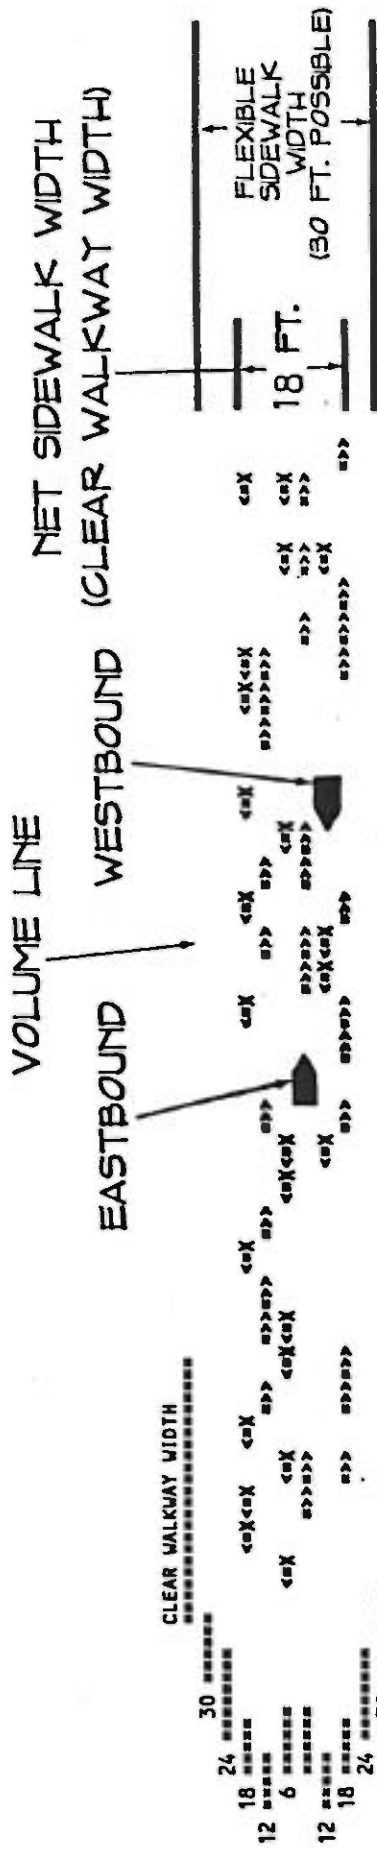 VOLUME LINE
EASTBOUND
WESTBOUND
NET SIDEWALK WIDTH
(CLEAR WALKWAY WIDTH)
FLEXIBLE
SIDEWALK
WIDTH
(30 FT. POSSIBLE)
18 FT.
CLEAR WALKWAY WIDTH
30
24
18
12
6
12
18
24